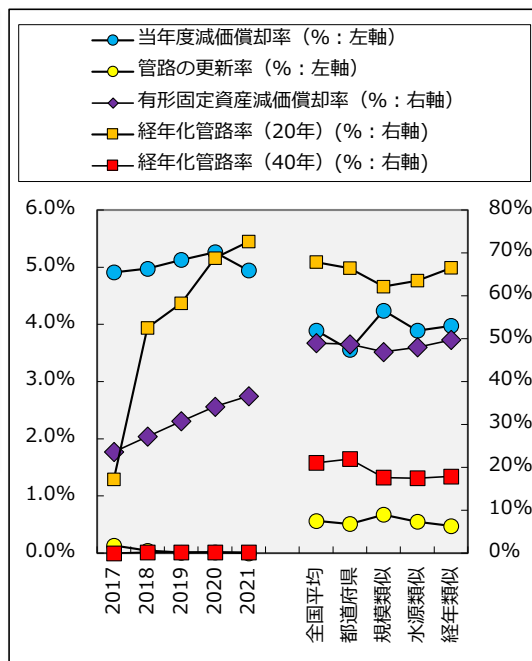 当年度減価償却率（%：左軸）
管路の更新率（%：左軸）
有形固定資産減価償却率（%：右軸）
経年化管路率（20年）(%：右軸)
経年化管路率（40年）(%：右軸)
6.0%
5.0%
4.0%
3.0%
2.0%
1.0%
0.0%
80%
70%
60%
50%
40%
30%
20%
10%
0%
2017
2018
2019
2020
2021
全国平均
都道府県
規模類似
水源類似
経年類似